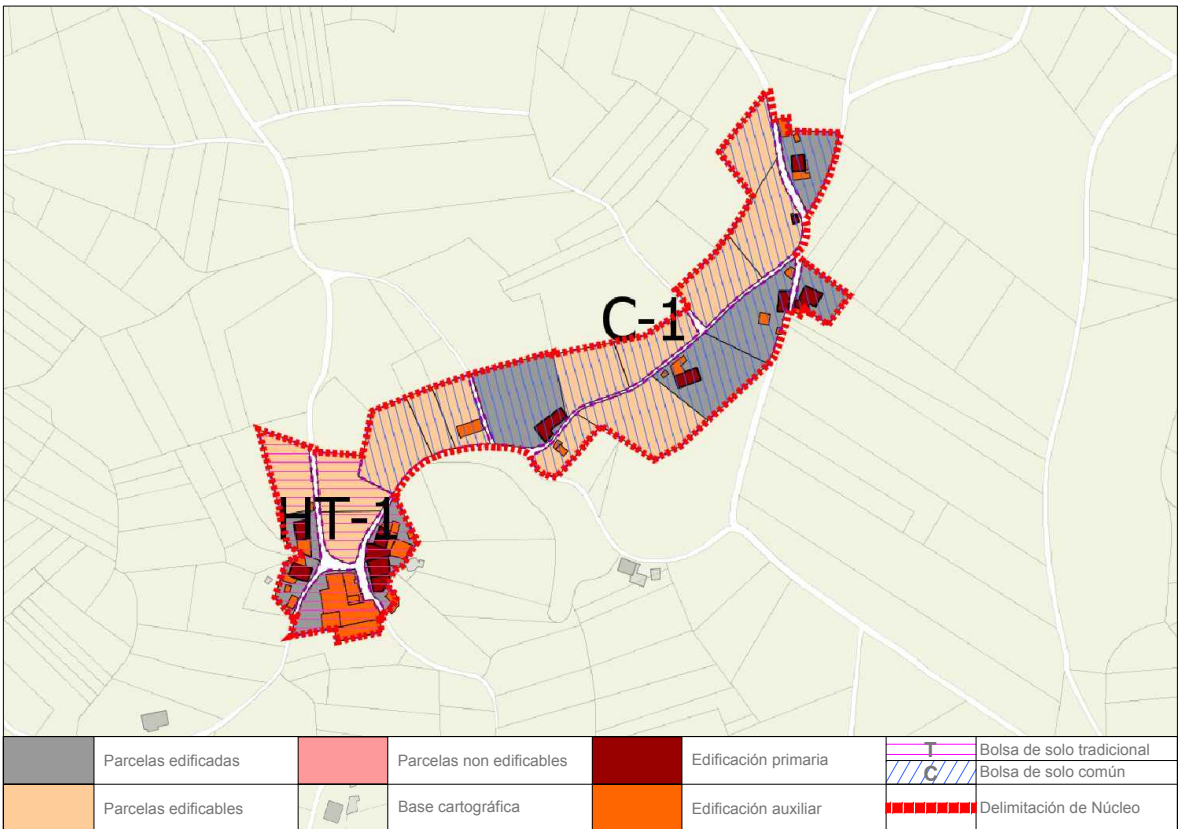 C-1
HT-1
Parcelas edificadas
Parcelas non edificables
Edificación primaria
T
Bolsa de solo tradicional
C
Bolsa de solo común
Parcelas edificables
Base cartográfica
Edificación auxiliar
Delimitación de Núcleo